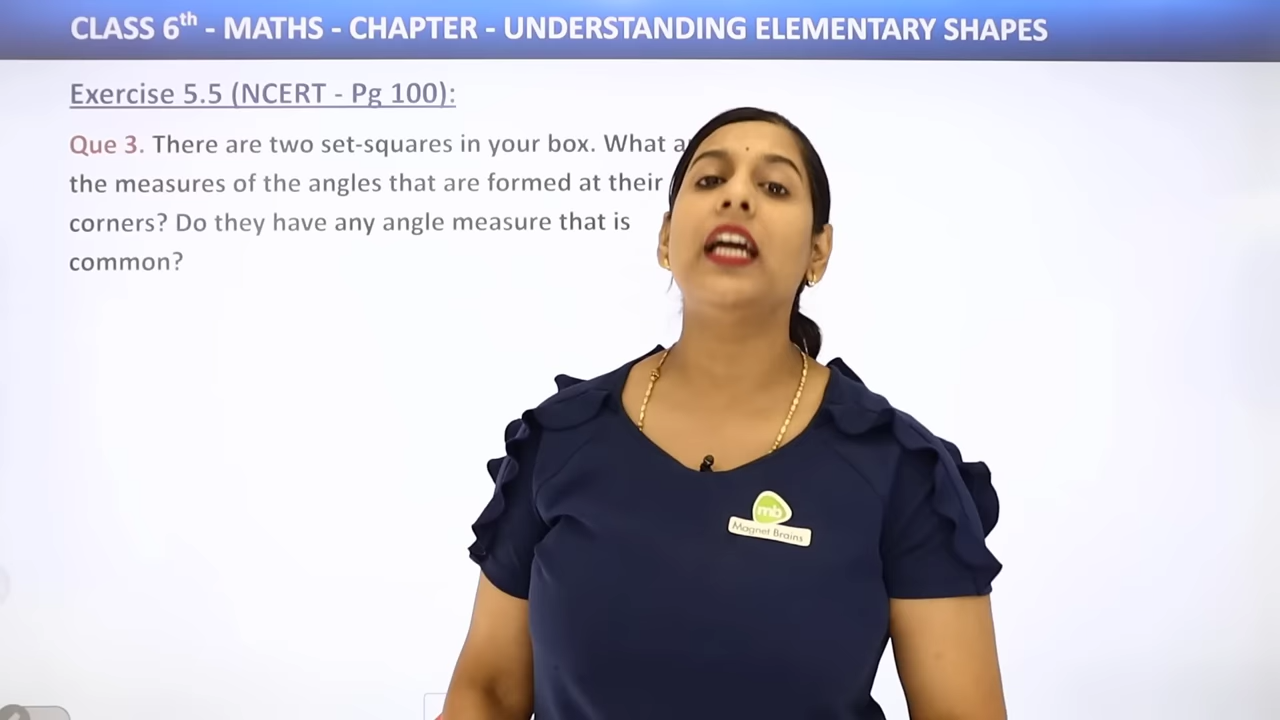 CLASS 6th - MATHS - CHAPTER - UNDERSTANDING ELEMENTARY SHAPES
Exercise 5.5 (NCERT - Pg 100):
Que 3. There are two set-squares in your box. What a
the measures of the angles that are formed at their
corners? Do they have any angle measure that is
common?
mb
Magnet Brains